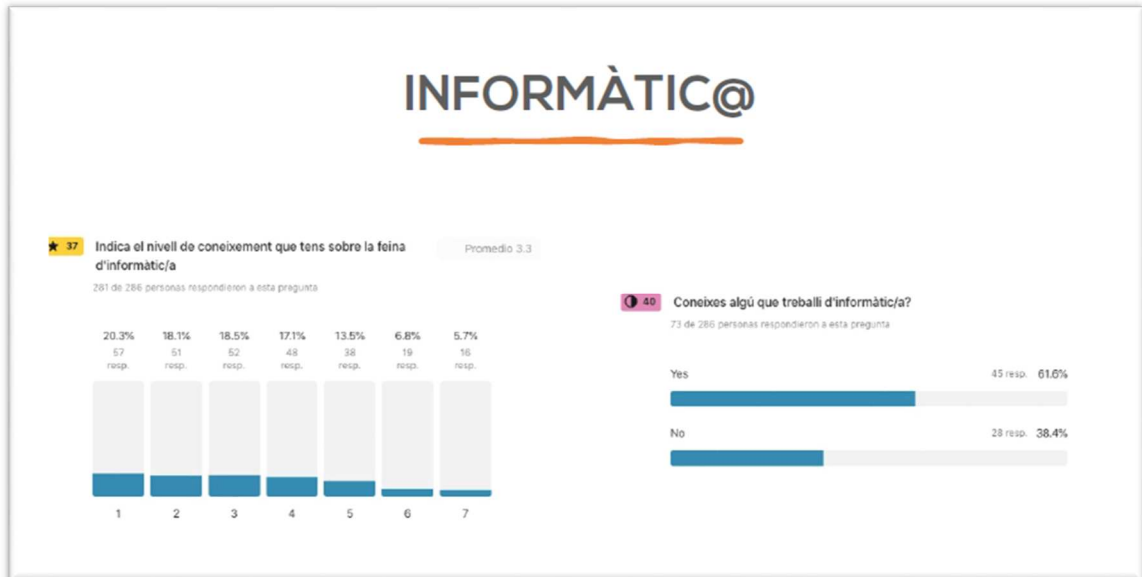 INFORMÀTIC@
★ 37 Indica el nivell de coneixement que tens sobre la feina
d'informàtic/a
Promedio 3.3
281 de 286 personas respondieron a esta pregunta
20.3% 18.1% 18.5% 17.1% 13.5% 6.8% 5.7%
57 51 52 48 38 19 16
resp. resp. resp. resp. resp. resp. resp.
1 2 3 4 5 6 7
40 Coneixes algú que treballi d'informàtic/a?
73 de 286 personas respondieron a esta pregunta
Yes 45 resp. 61.6%
No 28 resp. 38.4%